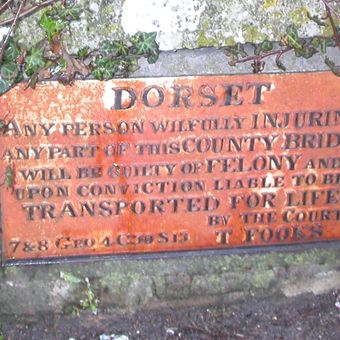 DORSET
ANY PERSON WILFULLY INJURIN
ANY PART OF THIS COUNTY BRID
WILL BE GUILTY OF FELONY AND
UPON CONVICTION LIABLE TO BE
TRANSPORTED FOR LIFE
BY THE COURT
7&8 GEO 4 C30 S13 T FOOKS